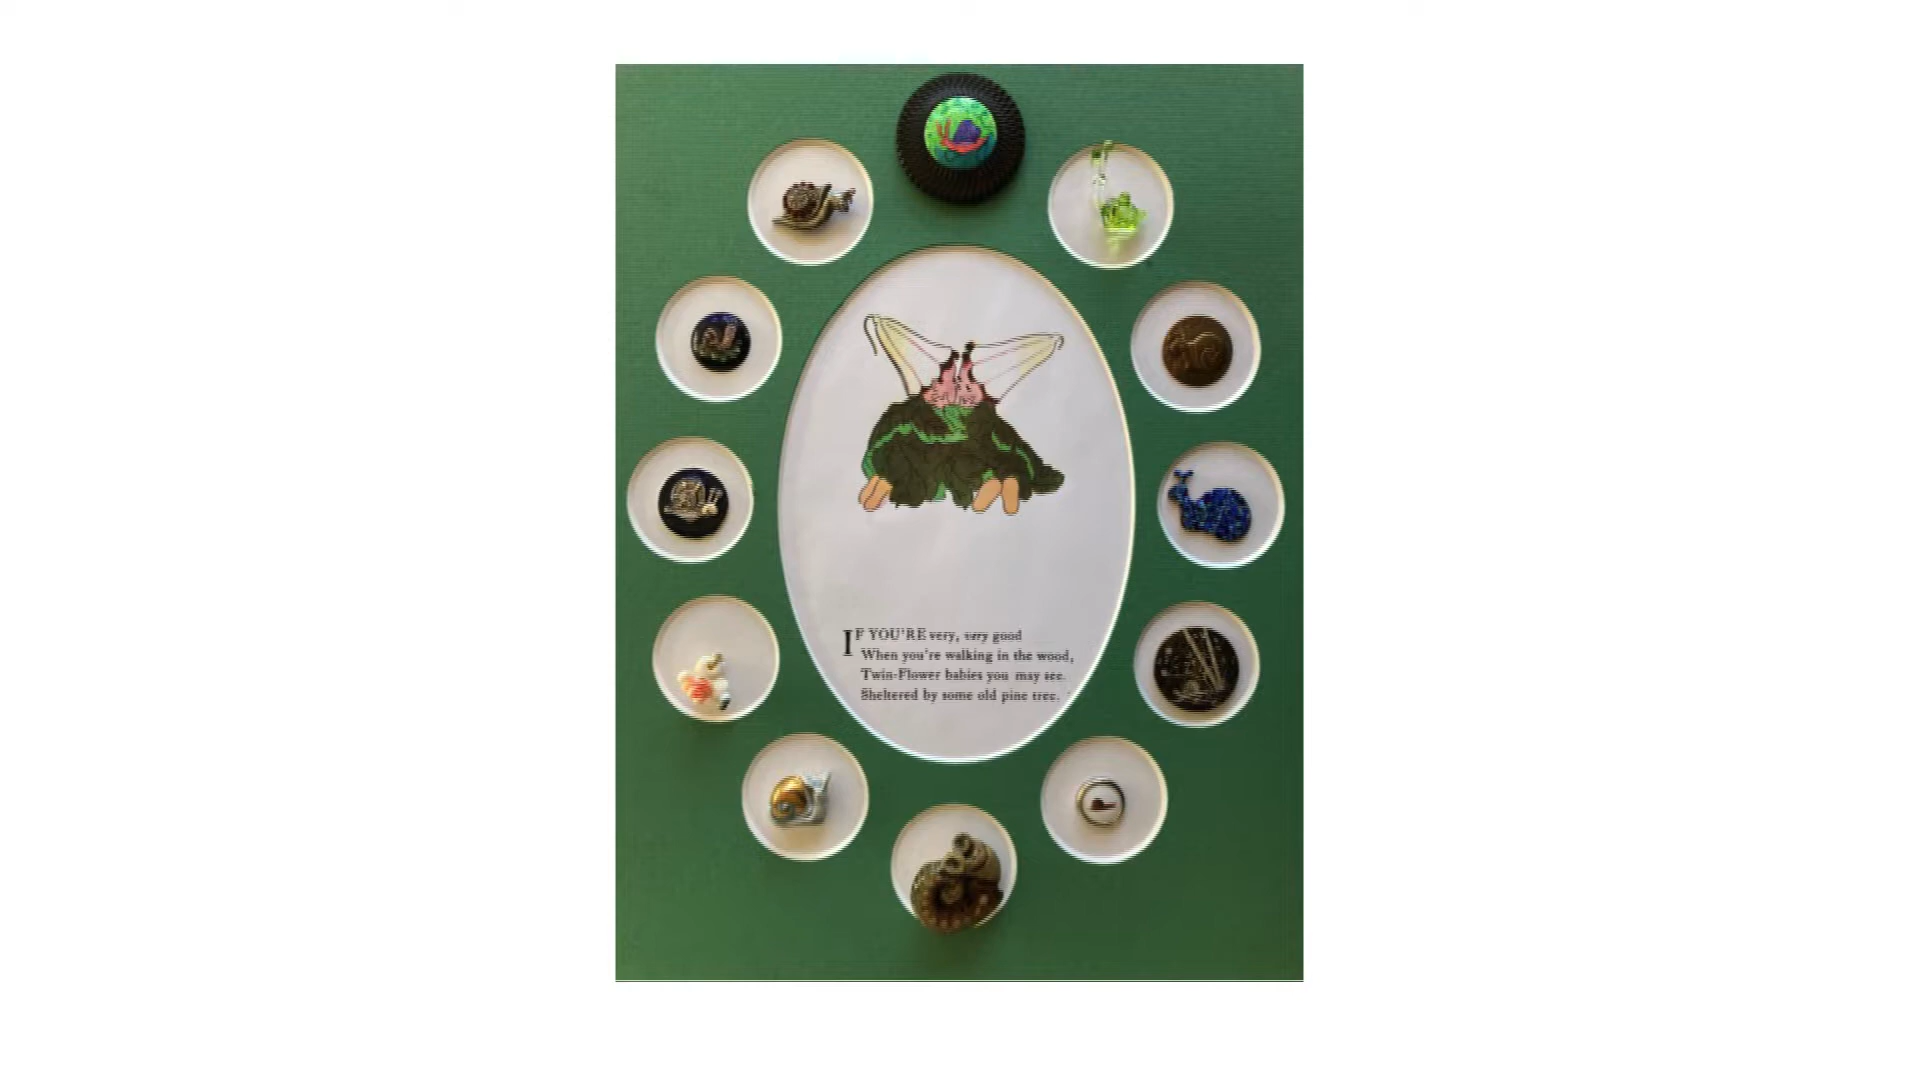 IF YOU'RE very, very good
When you're walking in the wood,
Twin-Flower babies you may see.
Sheltered by some old pine tree.